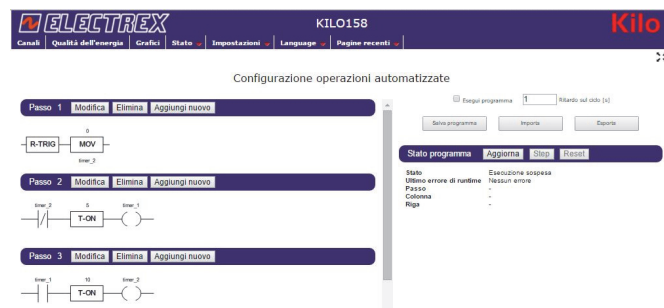 ELECTREX
KILO158
Kilo
Canali Qualità dell'energia Grafici Stato Impostazioni Language Pagine recenti
Configurazione operazioni automatizzate
Passo 1 Modifica Elimina Aggiungi nuovo
0
R-TRIG MOV
timer_2
Passo 2 Modifica Elimina Aggiungi nuovo
timer_2 5 timer_1
T-ON
Passo 3 Modifica Elimina Aggiungi nuovo
timer_1 10 timer_2
T-ON
Esegui programma 1 Ritardo sul ciclo [s]
Salva programma Importa Esporta
Stato programma Aggiorna Step Reset
Stato Esecuzione sospesa
Ultimo errore di runtime Nessun errore
Passo -
Colonna -
Riga -